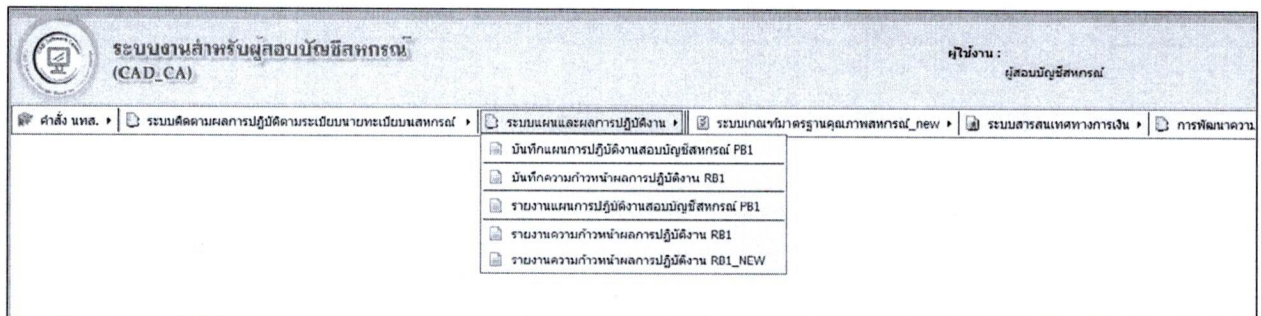 ระบบงานสำหรับผู้สอบบัญชีสหกรณ์
(CAD_CA)
ผู้ใช้งาน :
ผู้สอบบัญชีสหกรณ์
คำสั่ง นทส. ระบบติดตามผลการปฏิบัติตามระเบียบนายทะเบียนสหกรณ์ ระบบแผนและผลการปฏิบัติงาน ระบบเกณฑ์มาตรฐานคุณภาพสหกรณ์_new ระบบสารสนเทศทางการเงิน การพัฒนาความ
บันทึกแผนการปฏิบัติงานสอบบัญชีสหกรณ์ PB1
บันทึกความก้าวหน้าผลการปฏิบัติงาน RB1
รายงานแผนการปฏิบัติงานสอบบัญชีสหกรณ์ PB1
รายงานความก้าวหน้าผลการปฏิบัติงาน RB1
รายงานความก้าวหน้าผลการปฏิบัติงาน RB1_NEW